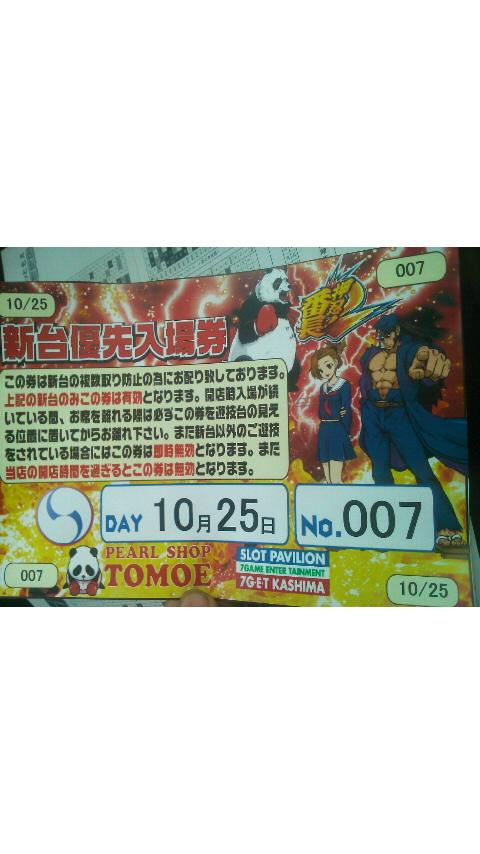 007
10/25
押忍!
番長2
新台優先入場券
この券は新台の複数取り防止の為にお配り致しております。
上記の新台のみこの券は有効となります。開店時入場が続
いている間、お席を離れる際は必ずこの券を遊技台の見え
る位置に置いてからお離れ下さい。また新台以外のご遊技
をされている場合にはこの券は即時無効となります。また
当店の開店時間を過ぎるとこの券は無効となります。
DAY 10月25日
No.007
007
PEARL SHOP
TOMOE
SLOT PAVILION
7GAME ENTER TAINMENT
7G·E·T KASHIMA
10/25